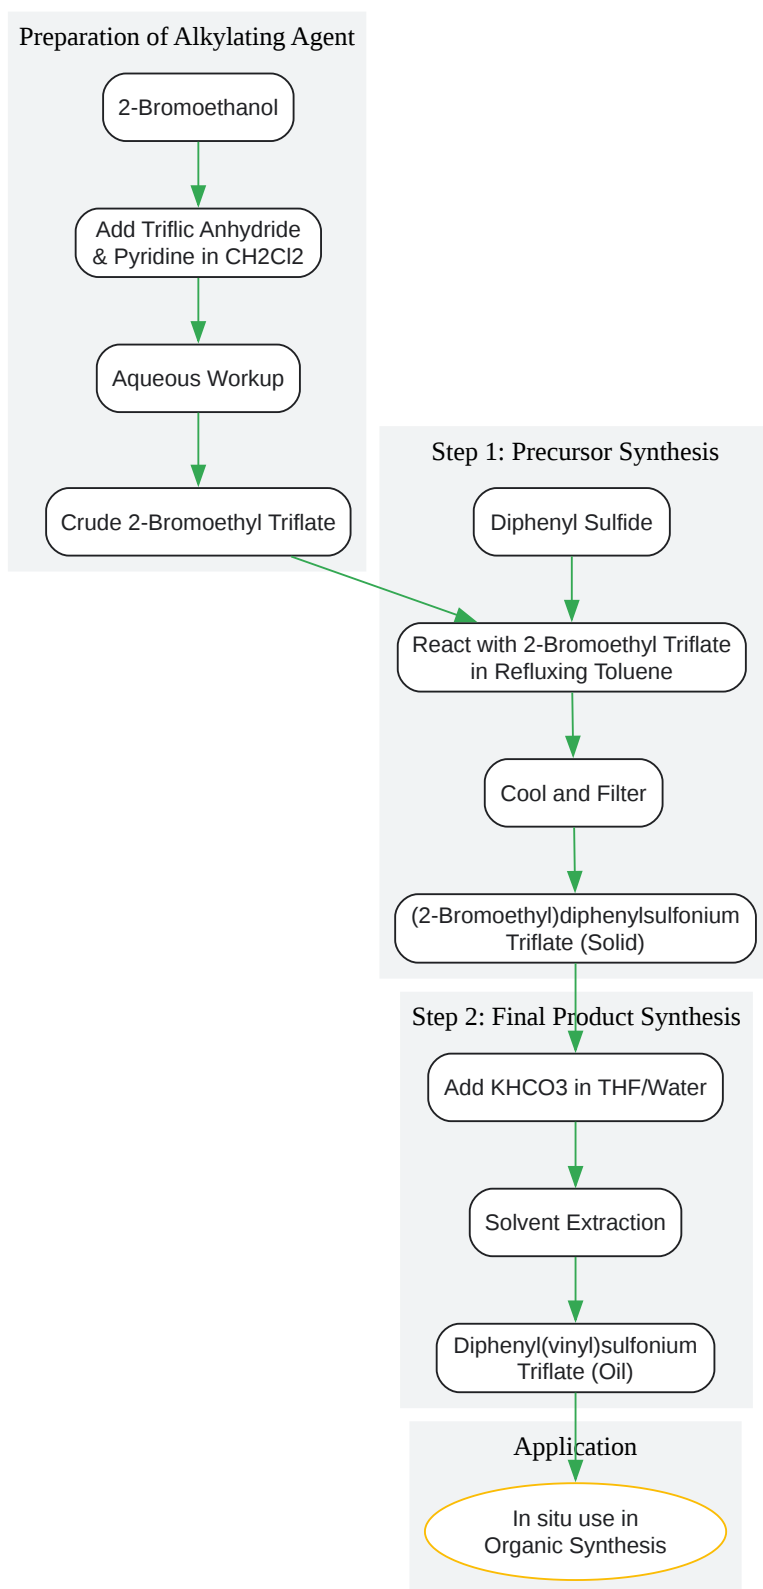 Preparation of Alkylating Agent
2-Bromoethanol
Add Triflic Anhydride
& Pyridine in CH2Cl2
Aqueous Workup
Crude 2-Bromoethyl Triflate
Step 1: Precursor Synthesis
Diphenyl Sulfide
React with 2-Bromoethyl Triflate
in Refluxing Toluene
Cool and Filter
(2-Bromoethyl)diphenylsulfonium
Triflate (Solid)
Step 2: Final Product Synthesis
Add KHCO3 in THF/Water
Solvent Extraction
Diphenyl(vinyl)sulfonium
Triflate (Oil)
Application
In situ use in
Organic Synthesis